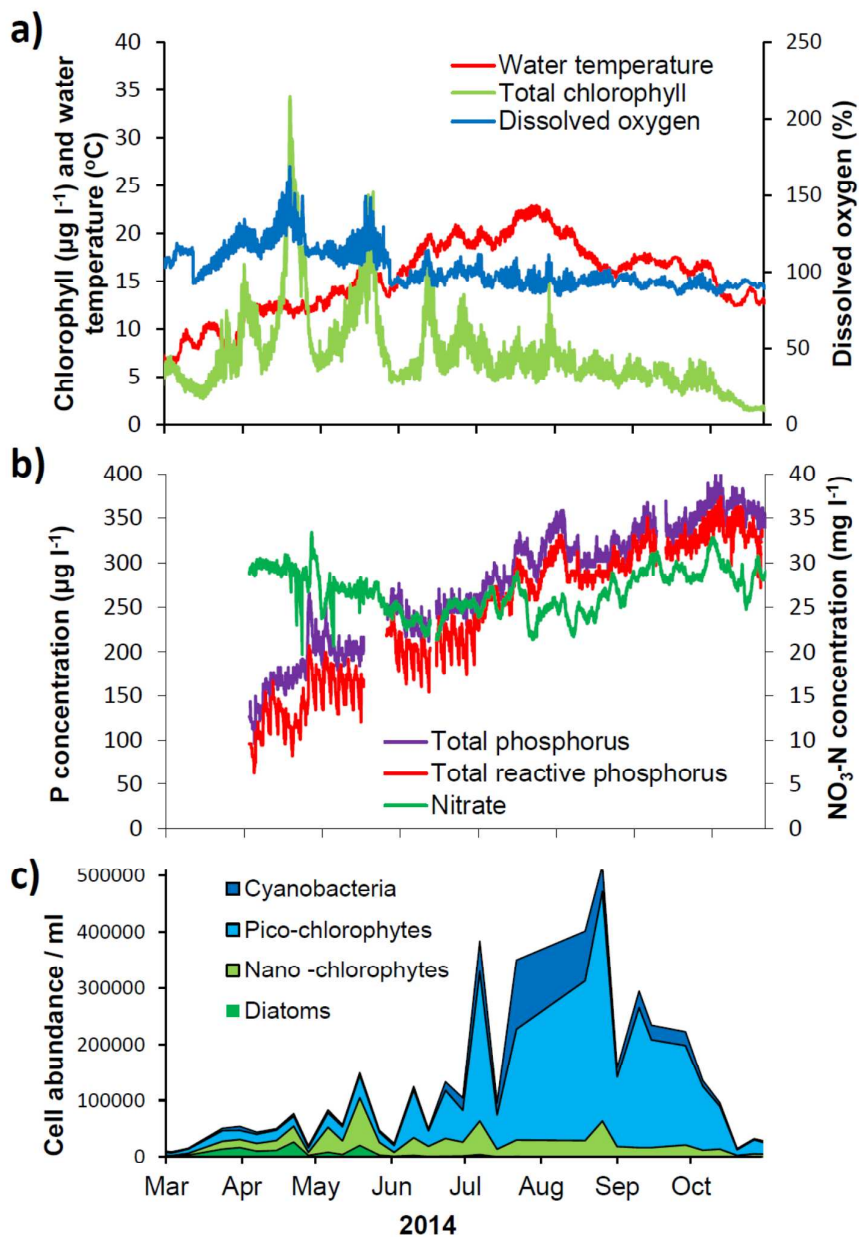 a)
40
35
30
25
20
15
10
5
0
Chlorophyll (µg l⁻¹) and water
temperature (°C)
Water temperature
Total chlorophyll
Dissolved oxygen
250
200
150
100
50
0
Dissolved oxygen (%)
b)
400
350
300
250
200
150
100
50
0
P concentration (µg l⁻¹)
Total phosphorus
Total reactive phosphorus
Nitrate
40
35
30
25
20
15
10
5
0
NO₃-N concentration (mg l⁻¹)
c)
500000
400000
300000
200000
100000
0
Cell abundance / ml
Cyanobacteria
Pico-chlorophytes
Nano -chlorophytes
Diatoms
Mar Apr May Jun Jul Aug Sep Oct
2014